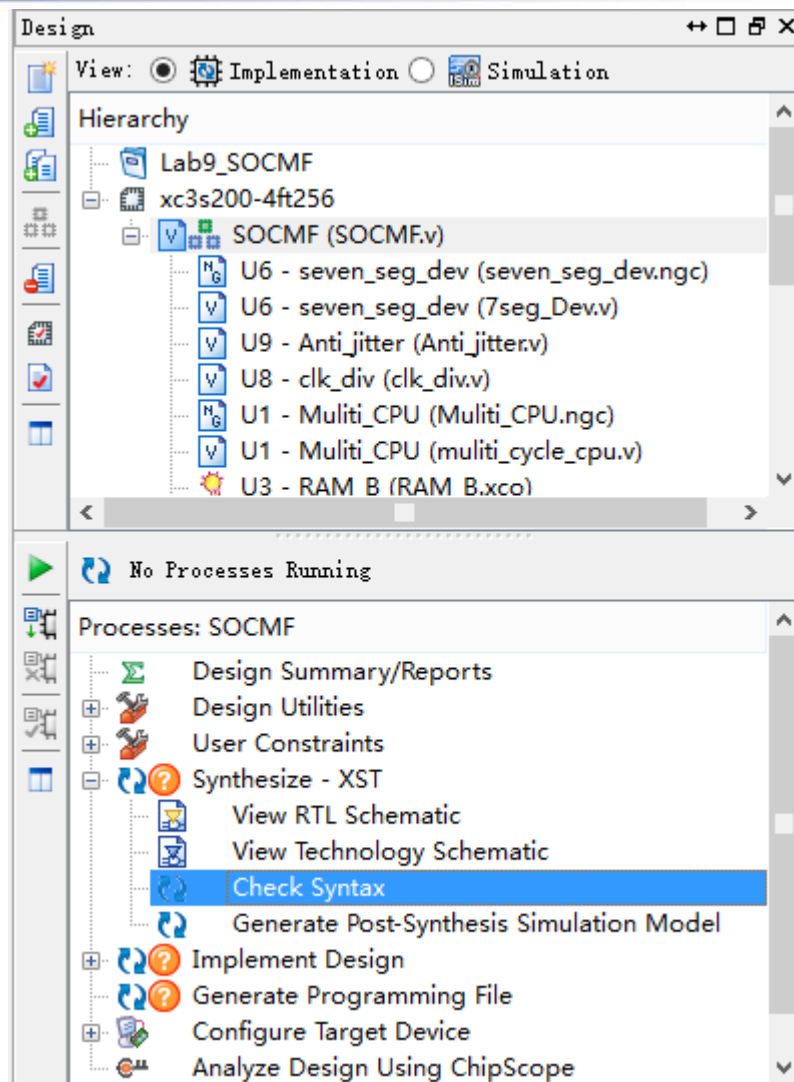 Design
View: Implementation Simulation
Hierarchy
Lab9_SOCMF
xc3s200-4ft256
SOCMF (SOCMF.v)
U6 - seven_seg_dev (seven_seg_dev.ngc)
U6 - seven_seg_dev (7seg_Dev.v)
U9 - Anti_jitter (Anti_jitter.v)
U8 - clk_div (clk_div.v)
U1 - Muliti_CPU (Muliti_CPU.ngc)
U1 - Muliti_CPU (muliti_cycle_cpu.v)
U3 - RAM_B (RAM_B.xco)
No Processes Running
Processes: SOCMF
Design Summary/Reports
Design Utilities
User Constraints
Synthesize - XST
View RTL Schematic
View Technology Schematic
Check Syntax
Generate Post-Synthesis Simulation Model
Implement Design
Generate Programming File
Configure Target Device
Analyze Design Using ChipScope